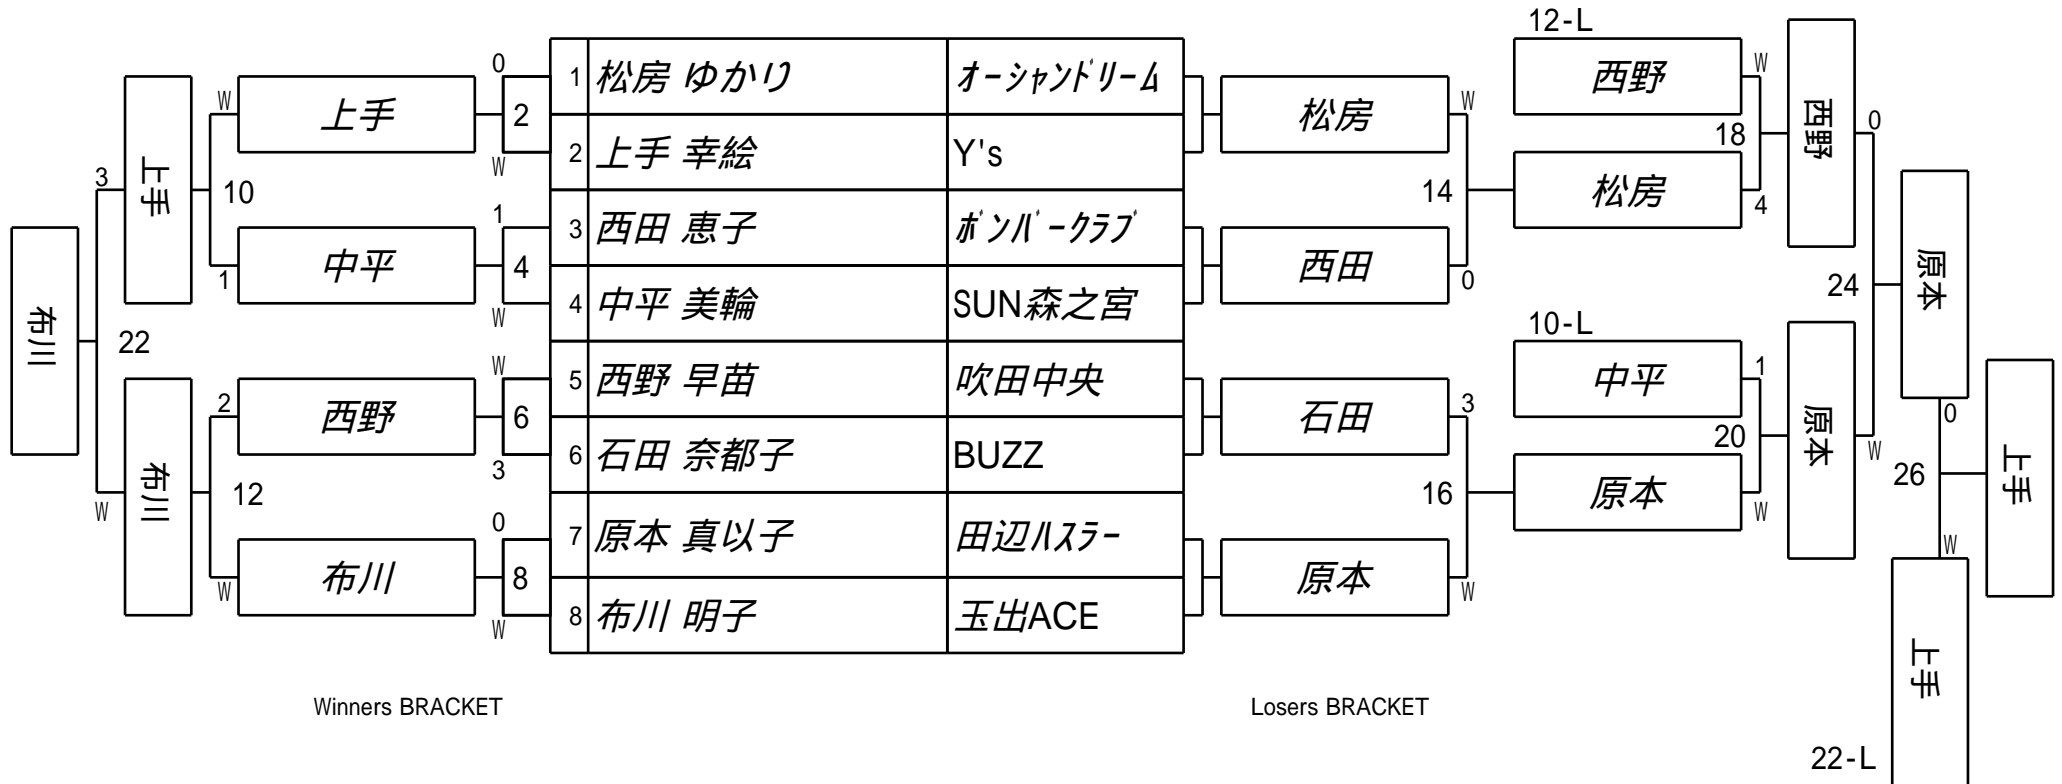 12-L
0
1 松房 ゆかり オーシャンドリーム
W 上手 2
松房 W
西野 W
上手
2 上手 幸絵 Y's
W
18
西野
0
3
10
14
松房 4
1
3 西田 恵子 ボンバークラブ
1 中平 4
西田 0
原本
布川
22
4 中平 美輪 SUN森之宮
W
24
10-L
W
5 西野 早苗 吹田中央
2 西野 6
石田 3
中平 1
上手
0
布川
6 石田 奈都子 BUZZ
3
20
原本
W
W
12
16
原本 W
26
0
7 原本 真以子 田辺ハスラー
W 布川 8
原本 W
W
8 布川 明子 玉出ACE
W
上手
Winners BRACKET
Losers BRACKET
22-L